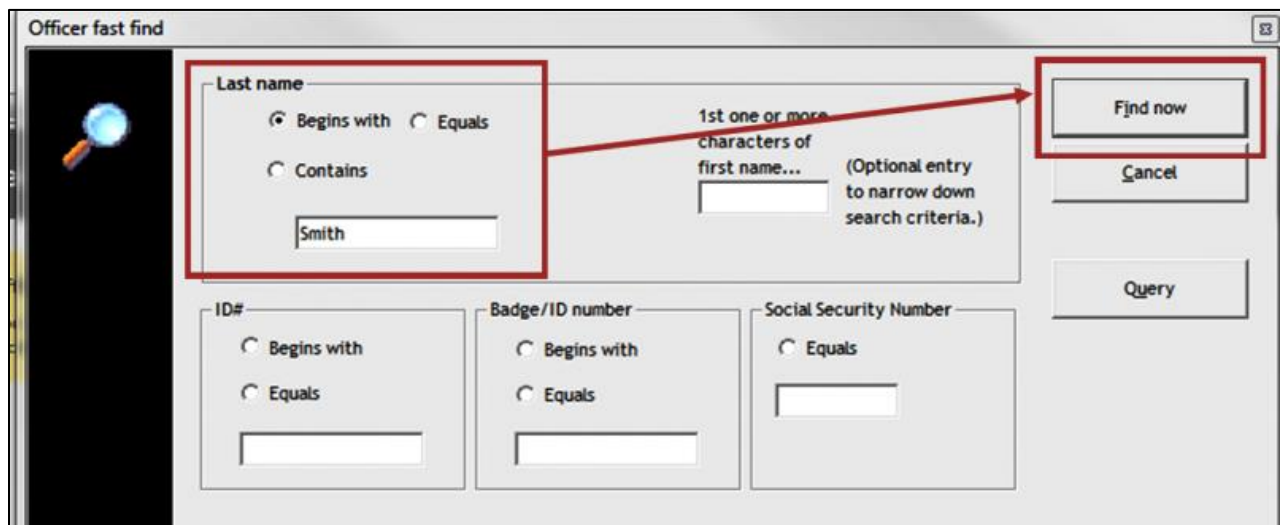 Officer fast find
Last name
Begins with Equals
Contains
Smith
1st one or more
characters of
first name...
(Optional entry
to narrow down
search criteria.)
Find now
Cancel
Query
ID#
Begins with
Equals
Badge/ID number
Begins with
Equals
Social Security Number
Equals